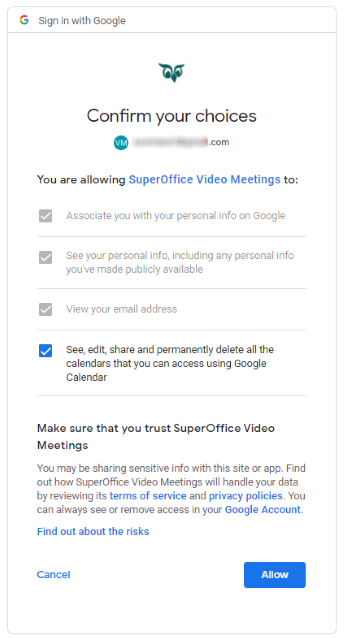 Sign in with Google
Confirm your choices
VM .com
You are allowing SuperOffice Video Meetings to:
Associate you with your personal info on Google
See your personal info, including any personal info
you've made publicly available
View your email address
See, edit, share and permanently delete all the
calendars that you can access using Google
Calendar
Make sure that you trust SuperOffice Video
Meetings
You may be sharing sensitive info with this site or app. Find
out how SuperOffice Video Meetings will handle your data
by reviewing its terms of service and privacy policies. You
can always see or remove access in your Google Account.
Find out about the risks
Cancel
Allow